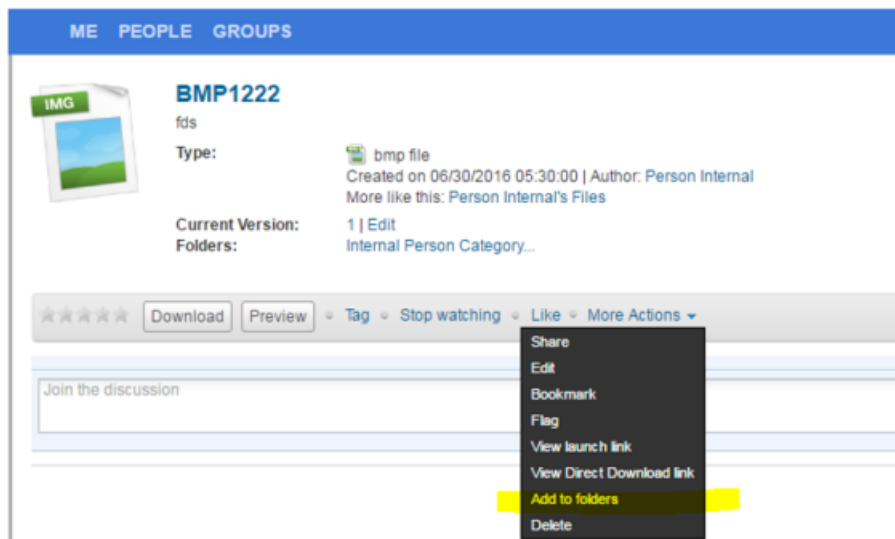 ME PEOPLE GROUPS
IMG
BMP1222
fds
Type:
bmp file
Created on 06/30/2016 05:30:00 | Author: Person Internal
More like this: Person Internal's Files
Current Version: 1 | Edit
Folders: Internal Person Category...
Download Preview Tag Stop watching Like More Actions
Share
Edit
Bookmark
Flag
View launch link
View Direct Download link
Add to folders
Delete
Join the discussion